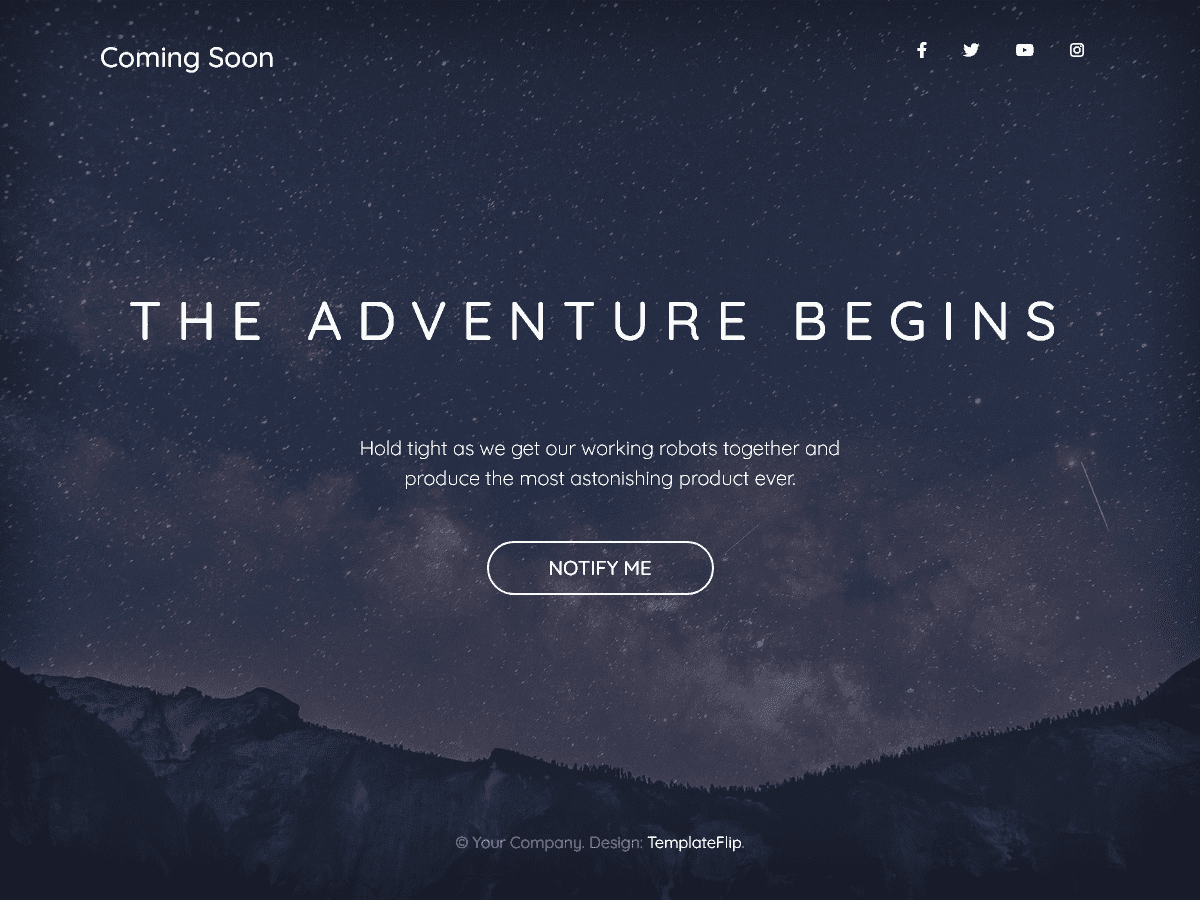 Coming Soon
THE ADVENTURE BEGINS
Hold tight as we get our working robots together and
produce the most astonishing product ever.
NOTIFY ME
© Your Company. Design: TemplateFlip.